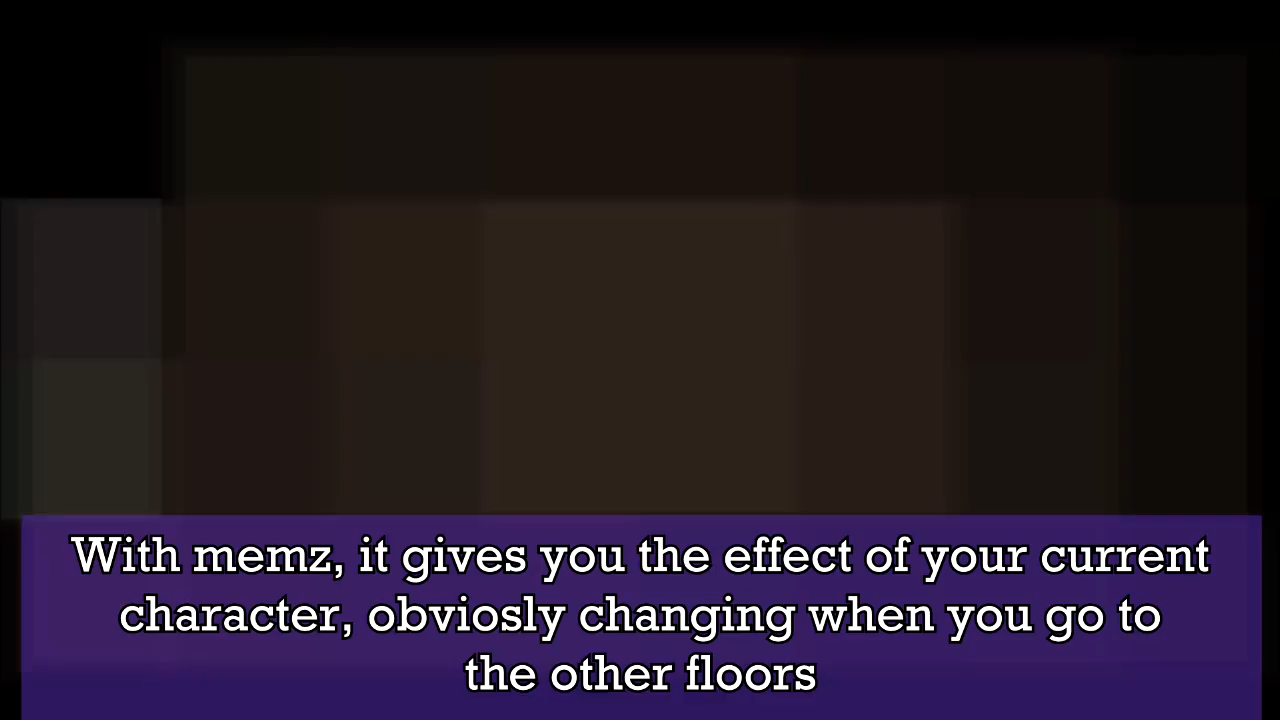 With memz, it gives you the effect of your current
character, obviosly changing when you go to
the other floors